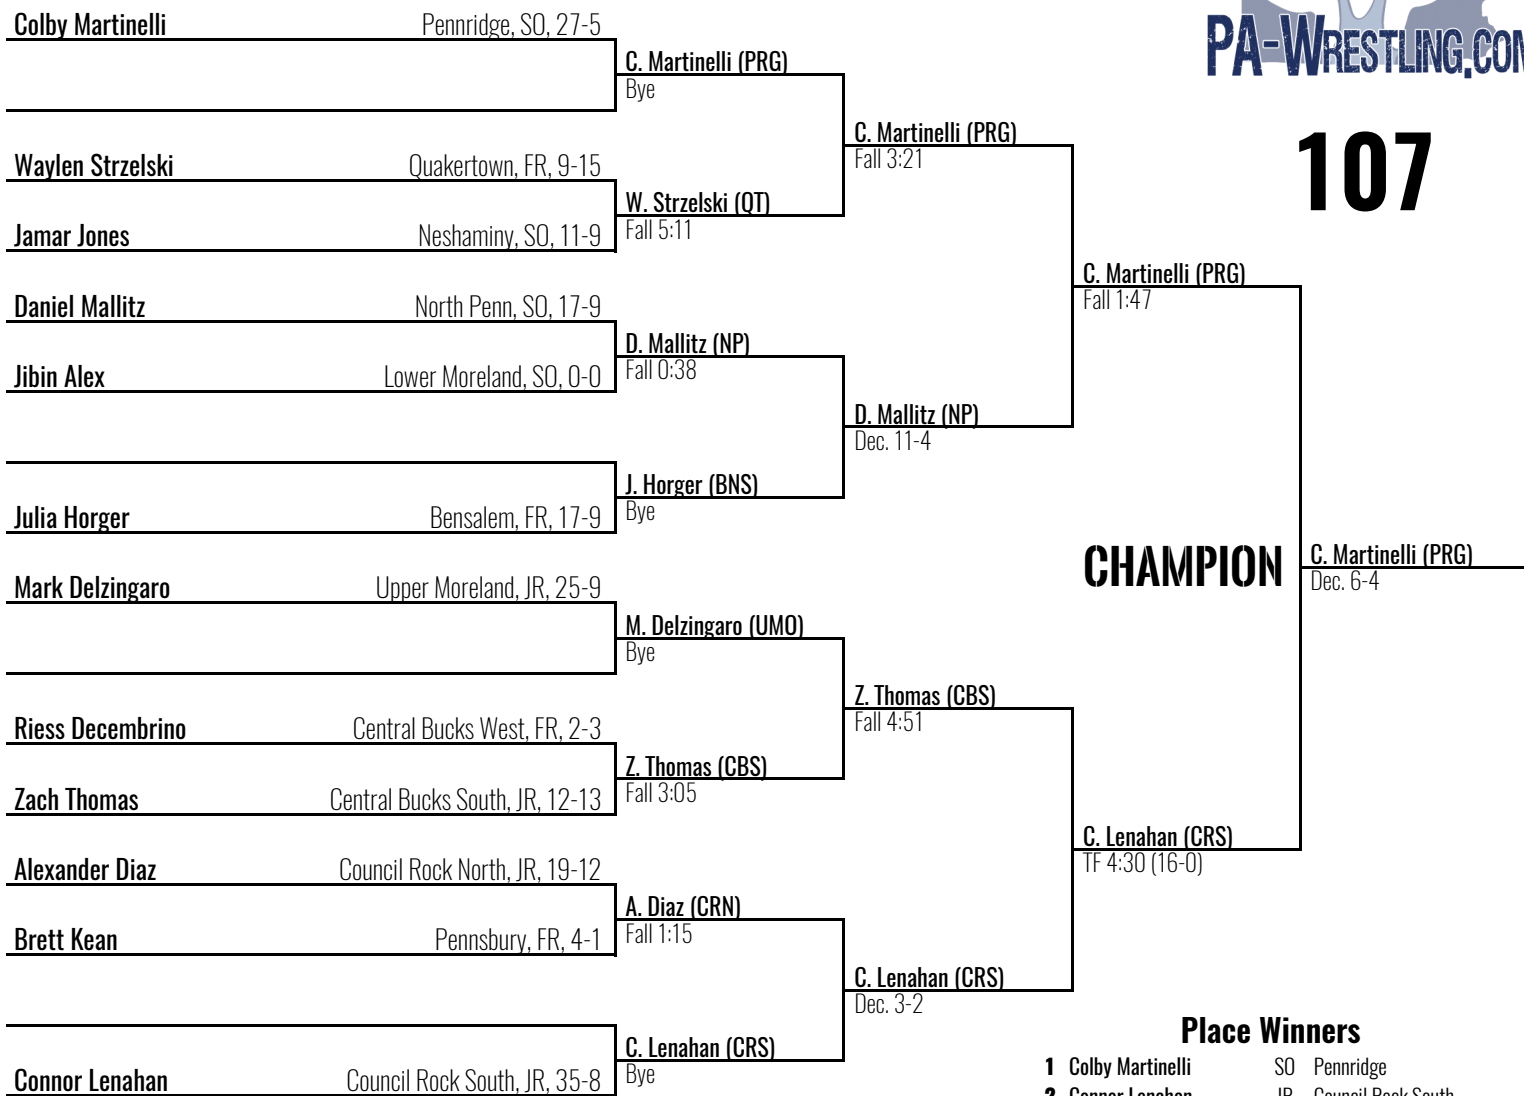 Colby Martinelli Pennridge, SO, 27-5
C. Martinelli (PRG)
Bye
Waylen Strzelski Quakertown, FR, 9-15
W. Strzelski (QT)
Fall 5:11
Jamar Jones Neshaminy, SO, 11-9
C. Martinelli (PRG)
Fall 3:21
Daniel Mallitz North Penn, SO, 17-9
D. Mallitz (NP)
Fall 0:38
Jibin Alex Lower Moreland, SO, 0-0
D. Mallitz (NP)
Dec. 11-4
J. Horger (BNS)
Bye
Julia Horger Bensalem, FR, 17-9
C. Martinelli (PRG)
Fall 1:47
Mark Delzingaro Upper Moreland, JR, 25-9
M. Delzingaro (UMO)
Bye
Riess Decembrino Central Bucks West, FR, 2-3
Z. Thomas (CBS)
Fall 3:05
Zach Thomas Central Bucks South, JR, 12-13
Z. Thomas (CBS)
Fall 4:51
Alexander Diaz Council Rock North, JR, 19-12
A. Diaz (CRN)
Fall 1:15
Brett Kean Pennsbury, FR, 4-1
C. Lenahan (CRS)
Dec. 3-2
C. Lenahan (CRS)
Bye
Connor Lenahan Council Rock South, JR, 35-8
C. Lenahan (CRS)
TF 4:30 (16-0)
PA-WRESTLING.COM
107
CHAMPION
C. Martinelli (PRG)
Dec. 6-4
Place Winners
1 Colby Martinelli SO Pennridge
2 Connor Lenahan JR Council Rock South